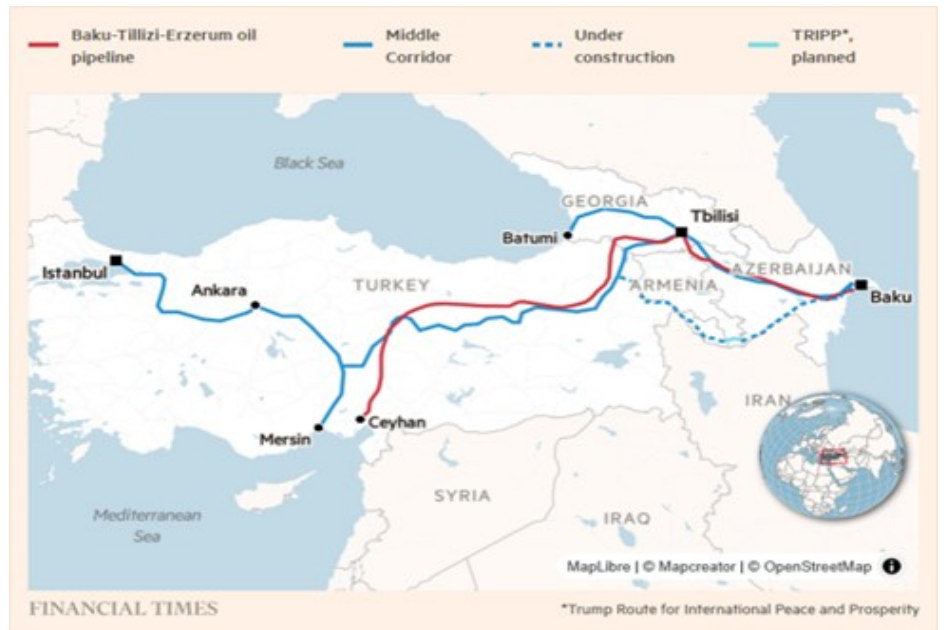 Baku-Tillizi-Erzerum oil
pipeline
Middle
Corridor
Under
construction
TRIPP*,
planned
Black Sea
GEORGIA
Tbilisi
Batumi
Istanbul
AZERBAIJAN
Ankara
TURKEY
ARMENIA
Baku
IRAN
Ceyhan
Mersin
SYRIA
Mediterranean
Sea
IRAQ
MapLibre | © Mapcreator | © OpenStreetMap i
FINANCIAL TIMES
*Trump Route for International Peace and Prosperity